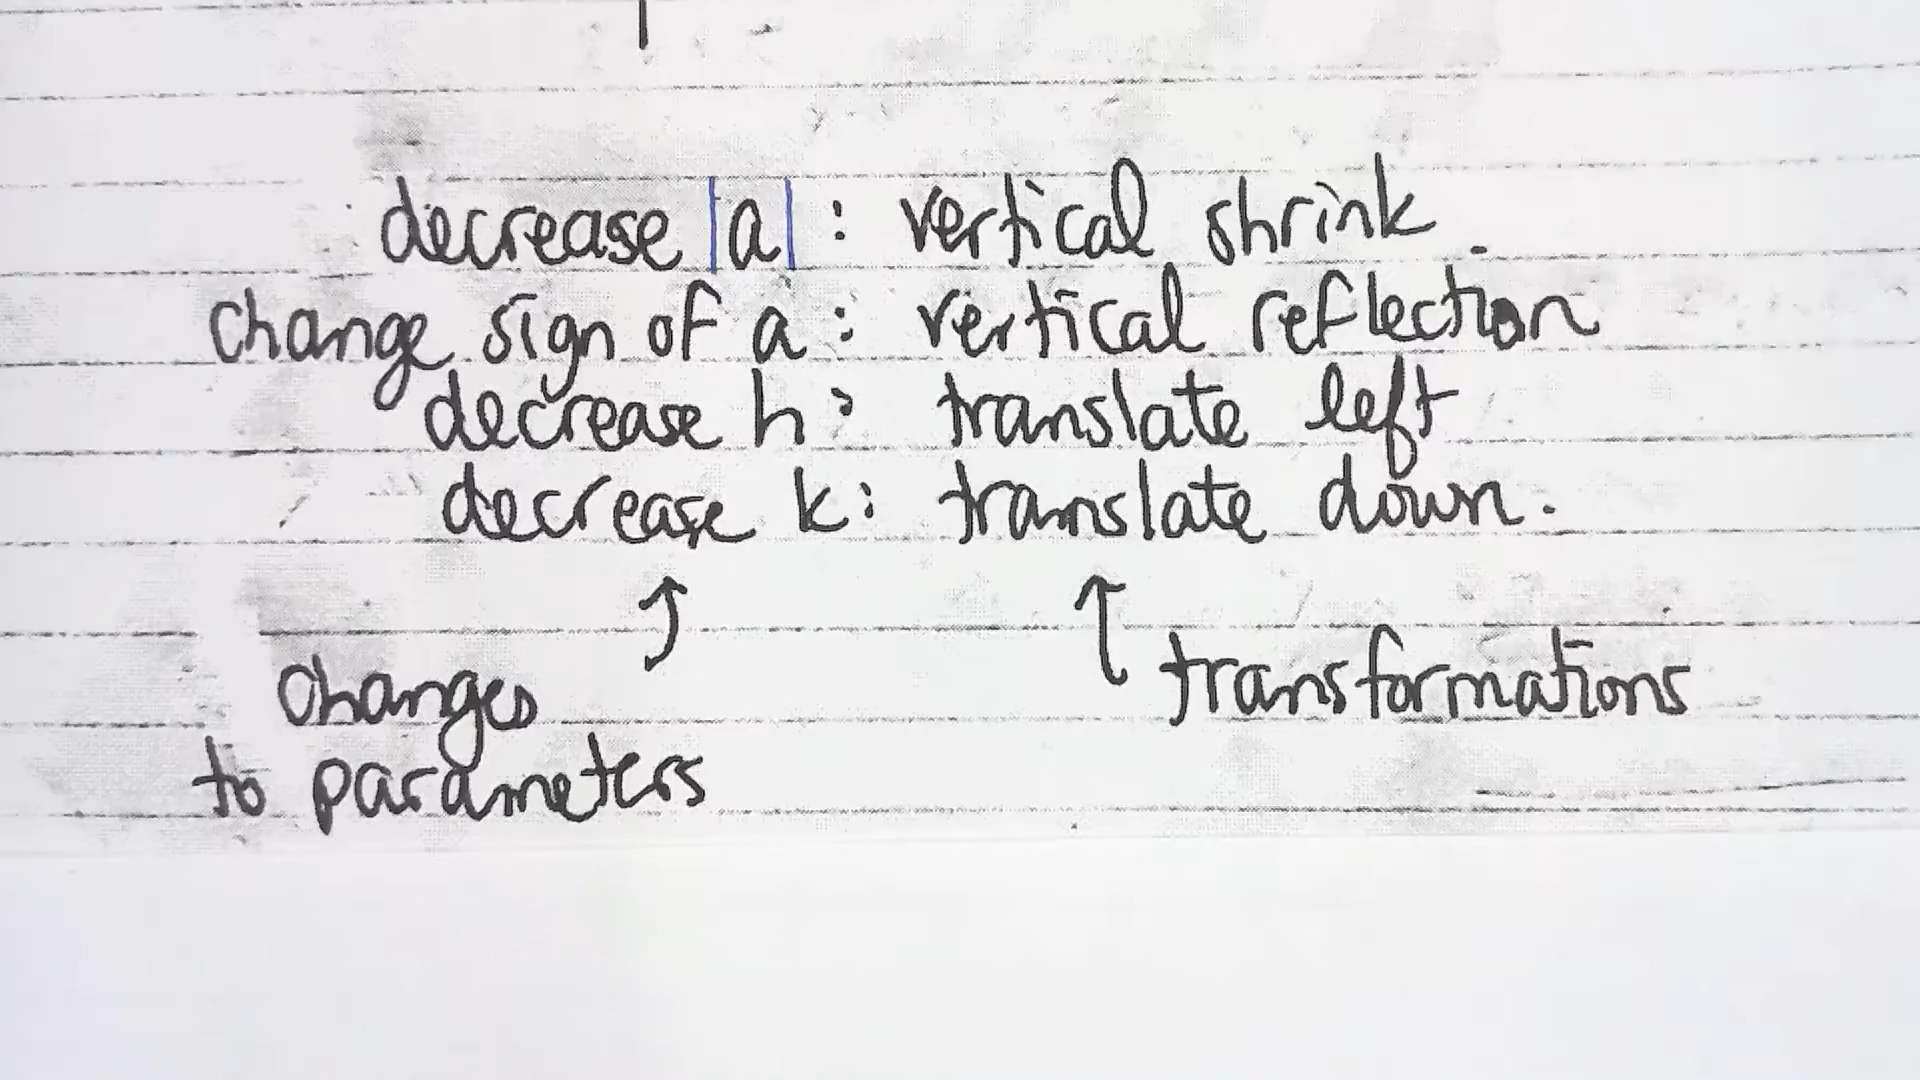 decrease |a| : vertical shrink.
change sign of a : vertical reflection
decrease h : translate left
decrease k : translate down.
changes
to parameters
transformations